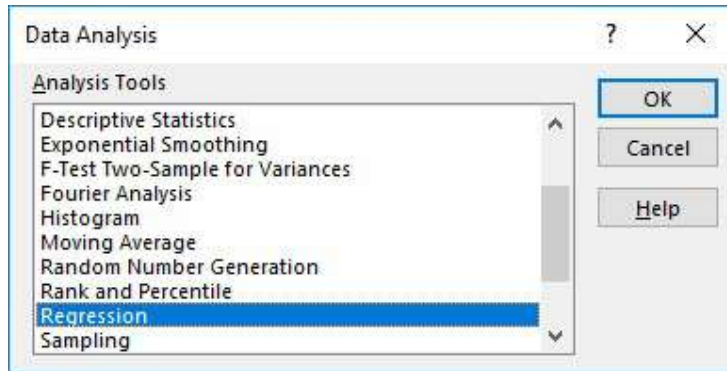 Data Analysis
?
Analysis Tools
Descriptive Statistics
Exponential Smoothing
F-Test Two-Sample for Variances
Fourier Analysis
Histogram
Moving Average
Random Number Generation
Rank and Percentile
Regression
Sampling
OK
Cancel
Help